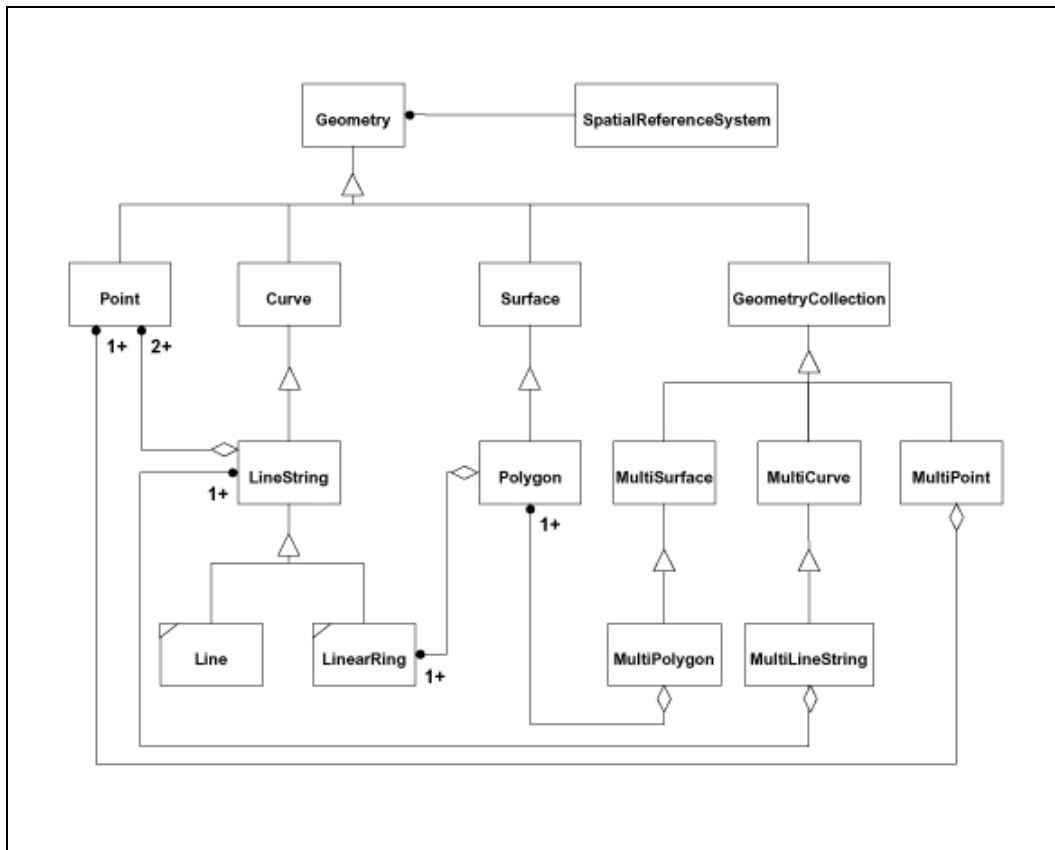 Geometry
SpatialReferenceSystem
Point
Curve
Surface
GeometryCollection
1+
2+
LineString
Polygon
MultiSurface
MultiCurve
MultiPoint
1+
1+
Line
LinearRing
MultiPolygon
MultiLineString
1+